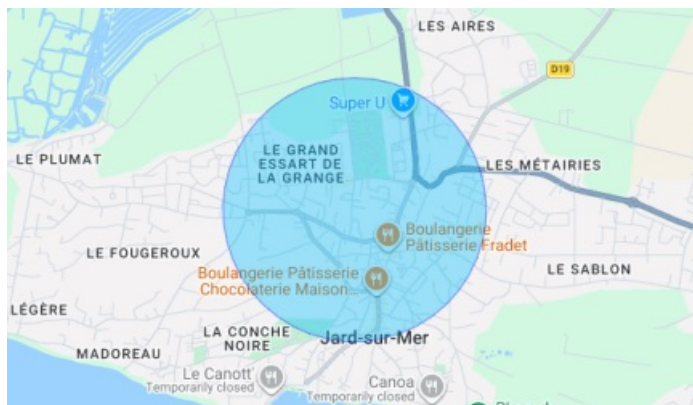 LES AIRES
D19
Super U
LE GRAND
ESSART DE
LA GRANGE
LE PLUMAT
LES MÉTAIRIES
Boulangerie
Pâtisserie Fradet
LE FOUGEROUX
Boulangerie Pâtisserie
Chocolaterie Maison...
LE SABLON
LÉGÈRE
LA CONCHE
NOIRE
Jard-sur-Mer
MADOREAU
Le Canott'
Temporarily closed
Canoa
Temporarily closed